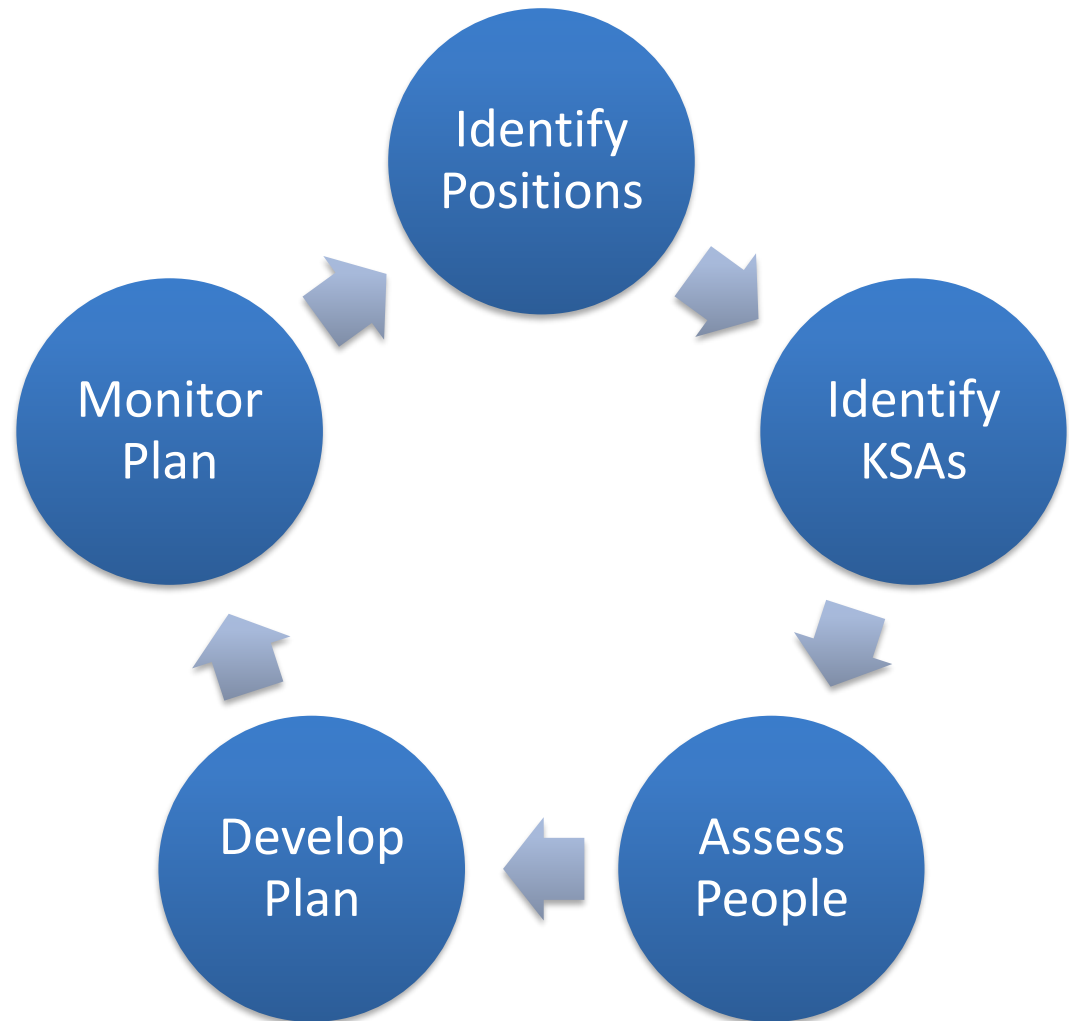 Identify
Positions
Identify
KSAs
Assess
People
Develop
Plan
Monitor
Plan